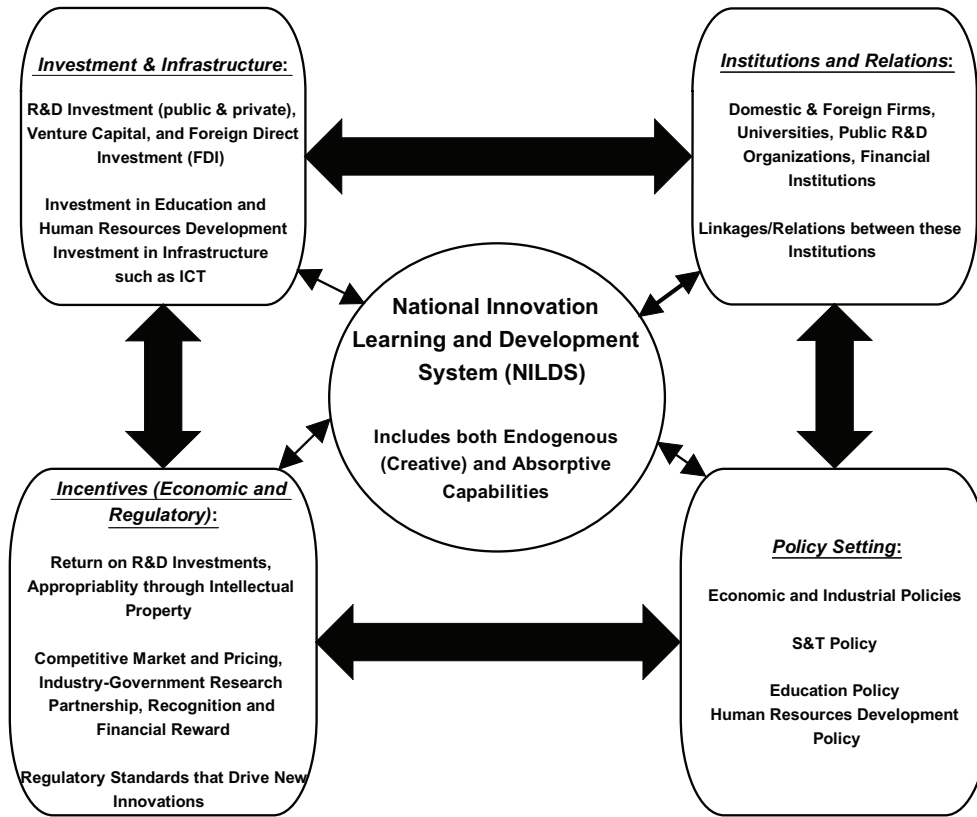 Investment & Infrastructure:
R&D Investment (public & private),
Venture Capital, and Foreign Direct
Investment (FDI)
Investment in Education and
Human Resources Development
Investment in Infrastructure
such as ICT
Institutions and Relations:
Domestic & Foreign Firms,
Universities, Public R&D
Organizations, Financial
Institutions
Linkages/Relations between these
Institutions
National Innovation
Learning and Development
System (NILDS)
Includes both Endogenous
(Creative) and Absorptive
Capabilities
Incentives (Economic and
Regulatory):
Return on R&D Investments,
Appropriablity through Intellectual
Property
Competitive Market and Pricing,
Industry-Government Research
Partnership, Recognition and
Financial Reward
Regulatory Standards that Drive New
Innovations
Policy Setting:
Economic and Industrial Policies
S&T Policy
Education Policy
Human Resources Development
Policy